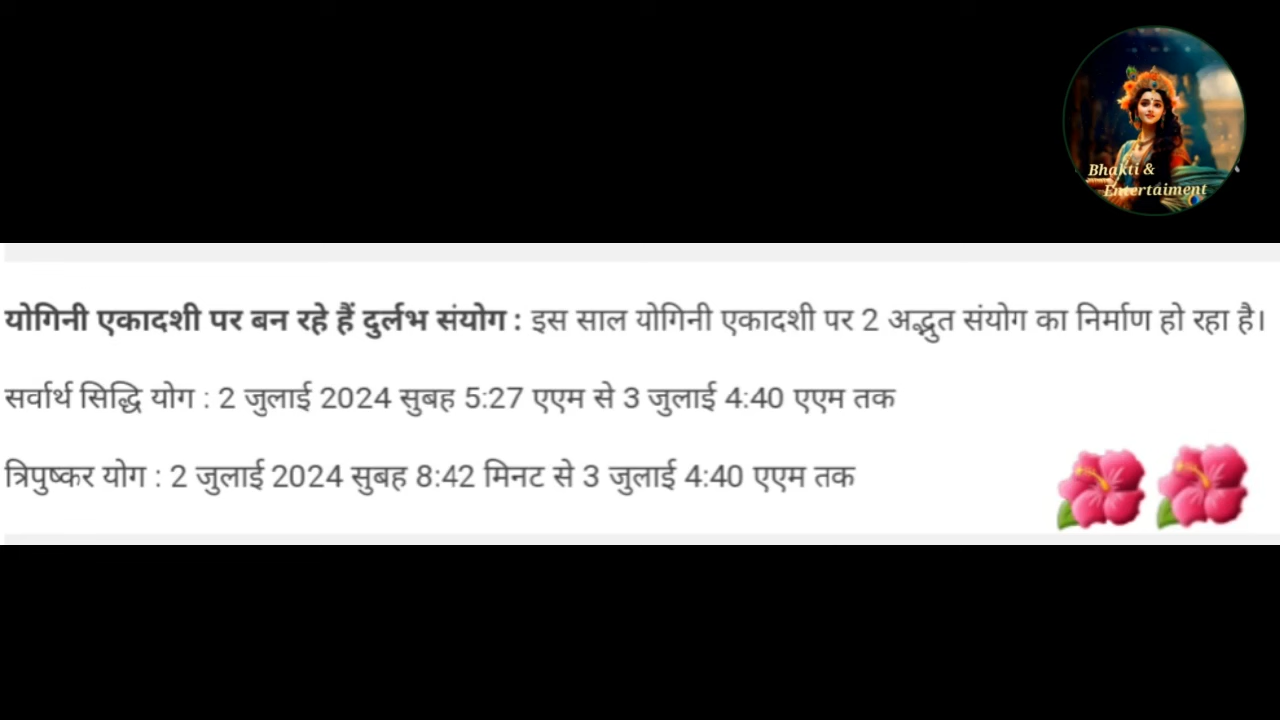 Bhakti &
Entertaiment
योगिनी एकादशी पर बन रहे हैं दुर्लभ संयोग : इस साल योगिनी एकादशी पर 2 अद्भुत संयोग का निर्माण हो रहा है।
सर्वार्थ सिद्धि योग : 2 जुलाई 2024 सुबह 5:27 एएम से 3 जुलाई 4:40 एएम तक
त्रिपुष्कर योग : 2 जुलाई 2024 सुबह 8:42 मिनट से 3 जुलाई 4:40 एएम तक